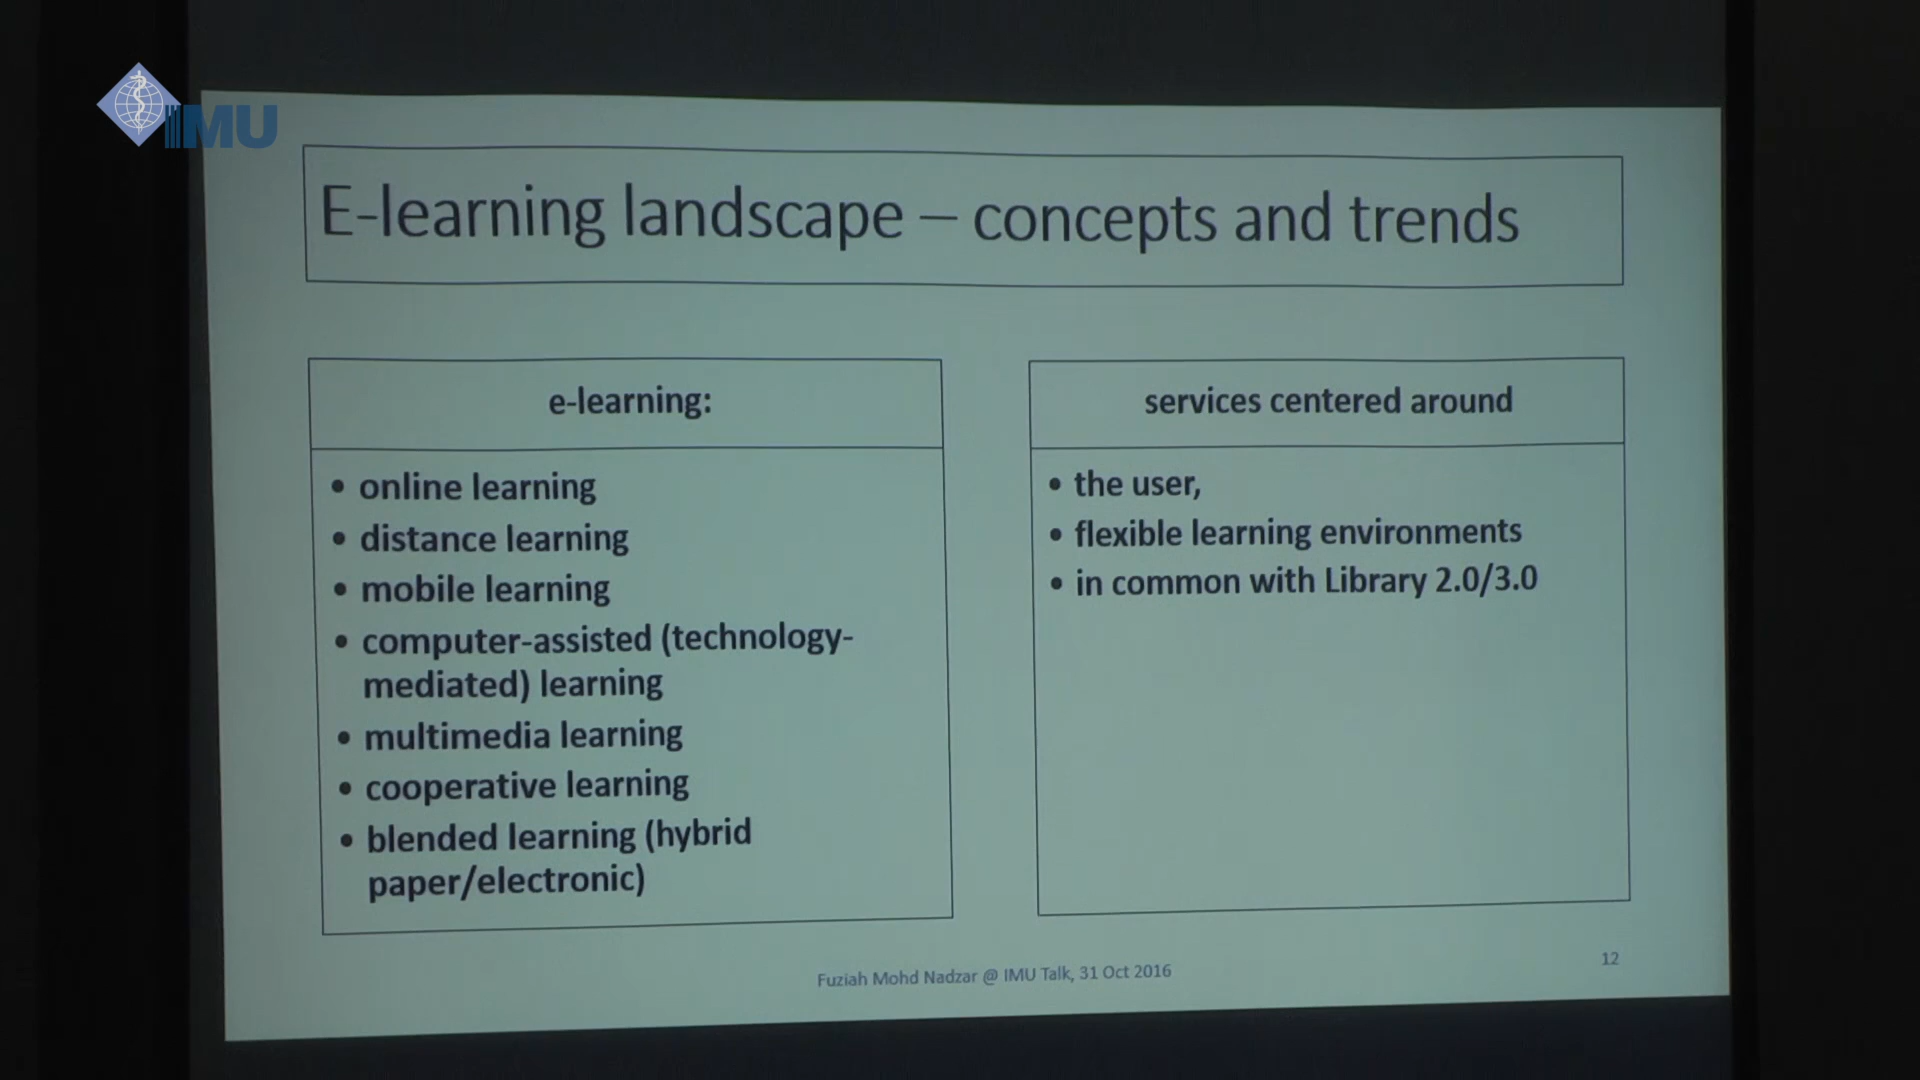 IMU
E-learning landscape – concepts and trends
e-learning:
• online learning
• distance learning
• mobile learning
• computer-assisted (technology-
mediated) learning
• multimedia learning
• cooperative learning
• blended learning (hybrid
paper/electronic)
services centered around
• the user,
• flexible learning environments
• in common with Library 2.0/3.0
Fuziah Mohd Nadzar @ IMU Talk, 31 Oct 2016
12